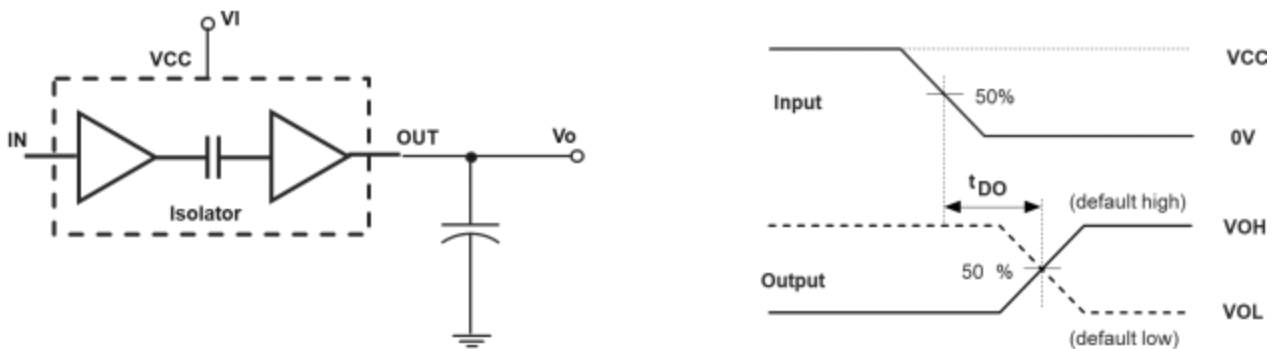 VI
VCC
IN
OUT
Vo
Isolator
VCC
Input
50%
0V
tDO
(default high)
VOH
50 %
Output
VOL
(default low)